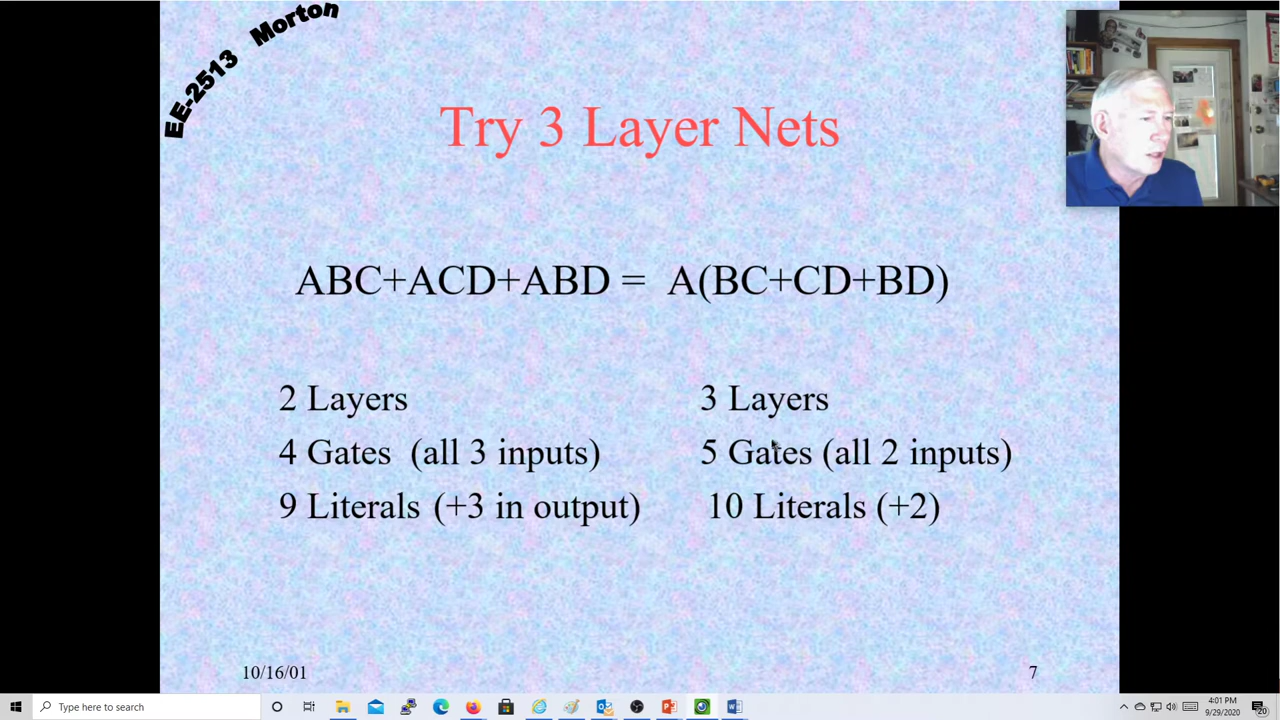 EE-2513 Morton
Try 3 Layer Nets
ABC+ACD+ABD = A(BC+CD+BD)
2 Layers
4 Gates (all 3 inputs)
9 Literals (+3 in output)
3 Layers
5 Gates (all 2 inputs)
10 Literals (+2)
10/16/01
7
Type here to search
4:01 PM
9/29/2020
20